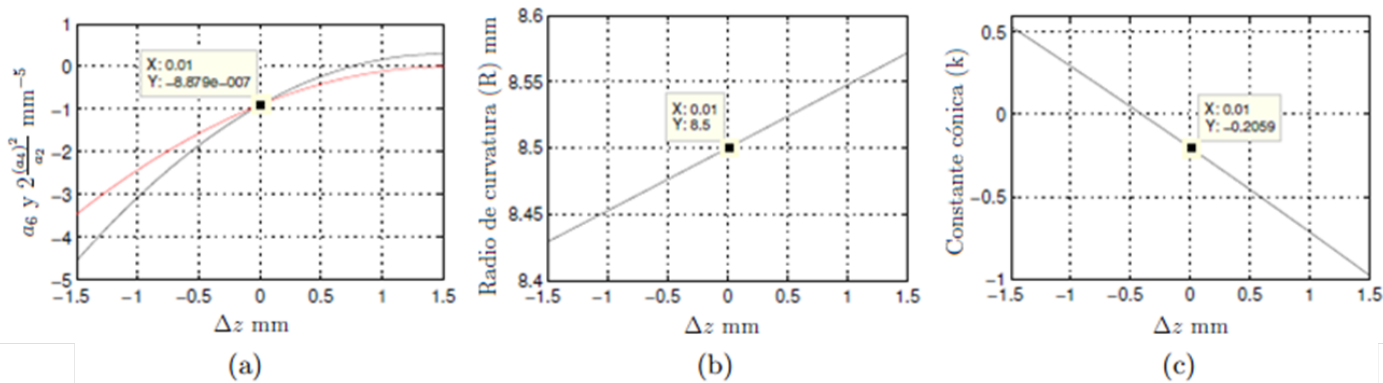 1
0
−1
−2
−3
−4
−5
−1.5 −1 −0.5 0 0.5 1 1.5
a₆ y 2 (a₄)²/a₂ mm⁻⁵
X: 0.01
Y: −8.879e−007
Δz mm
(a)
8.6
8.55
8.5
8.45
8.4
−1.5 −1 −0.5 0 0.5 1 1.5
Radio de curvatura (R) mm
X: 0.01
Y: 8.5
Δz mm
(b)
0.5
0
−0.5
−1
−1.5 −1 −0.5 0 0.5 1 1.5
Constante cónica (k)
X: 0.01
Y: −0.2059
Δz mm
(c)